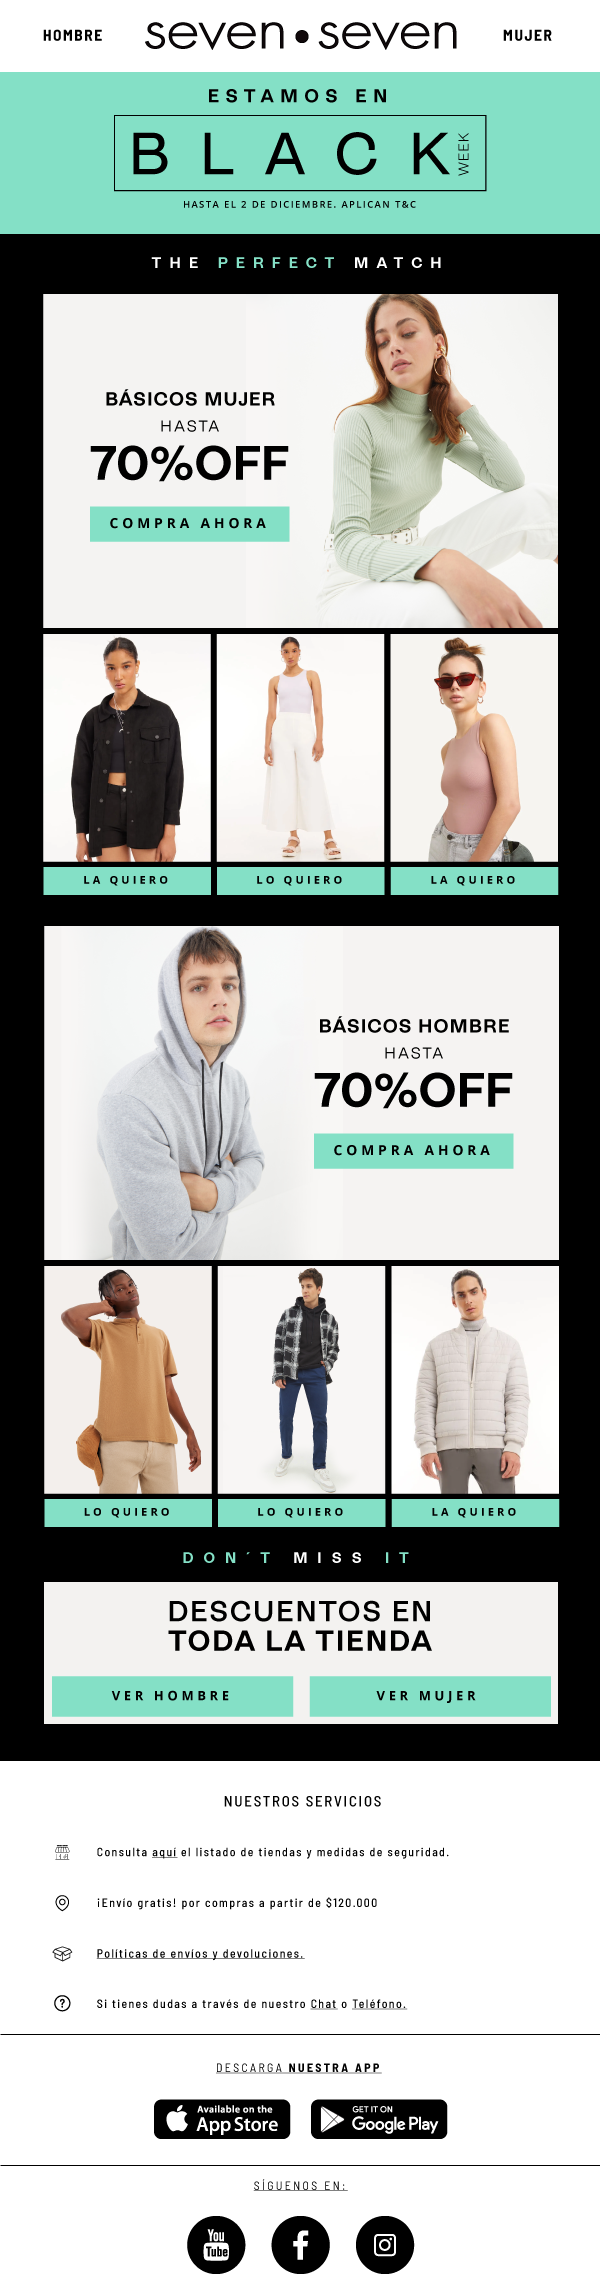 HOMBRE
seven•seven
MUJER
ESTAMOS EN
BLACK
WEEK
HASTA EL 2 DE DICIEMBRE. APLICAN T&C
THE PERFECT MATCH
BÁSICOS MUJER
HASTA
70%OFF
COMPRA AHORA
LA QUIERO
LO QUIERO
LA QUIERO
BÁSICOS HOMBRE
HASTA
70%OFF
COMPRA AHORA
LO QUIERO
LO QUIERO
LA QUIERO
DON´T MISS IT
DESCUENTOS EN
TODA LA TIENDA
VER HOMBRE
VER MUJER
NUESTROS SERVICIOS
Consulta aquí el listado de tiendas y medidas de seguridad.
¡Envío gratis! por compras a partir de $120.000
Políticas de envíos y devoluciones.
Si tienes dudas a través de nuestro Chat o Teléfono.
DESCARGA NUESTRA APP
Available on the
App Store
GET IT ON
Google Play
SÍGUENOS EN:
You
Tube